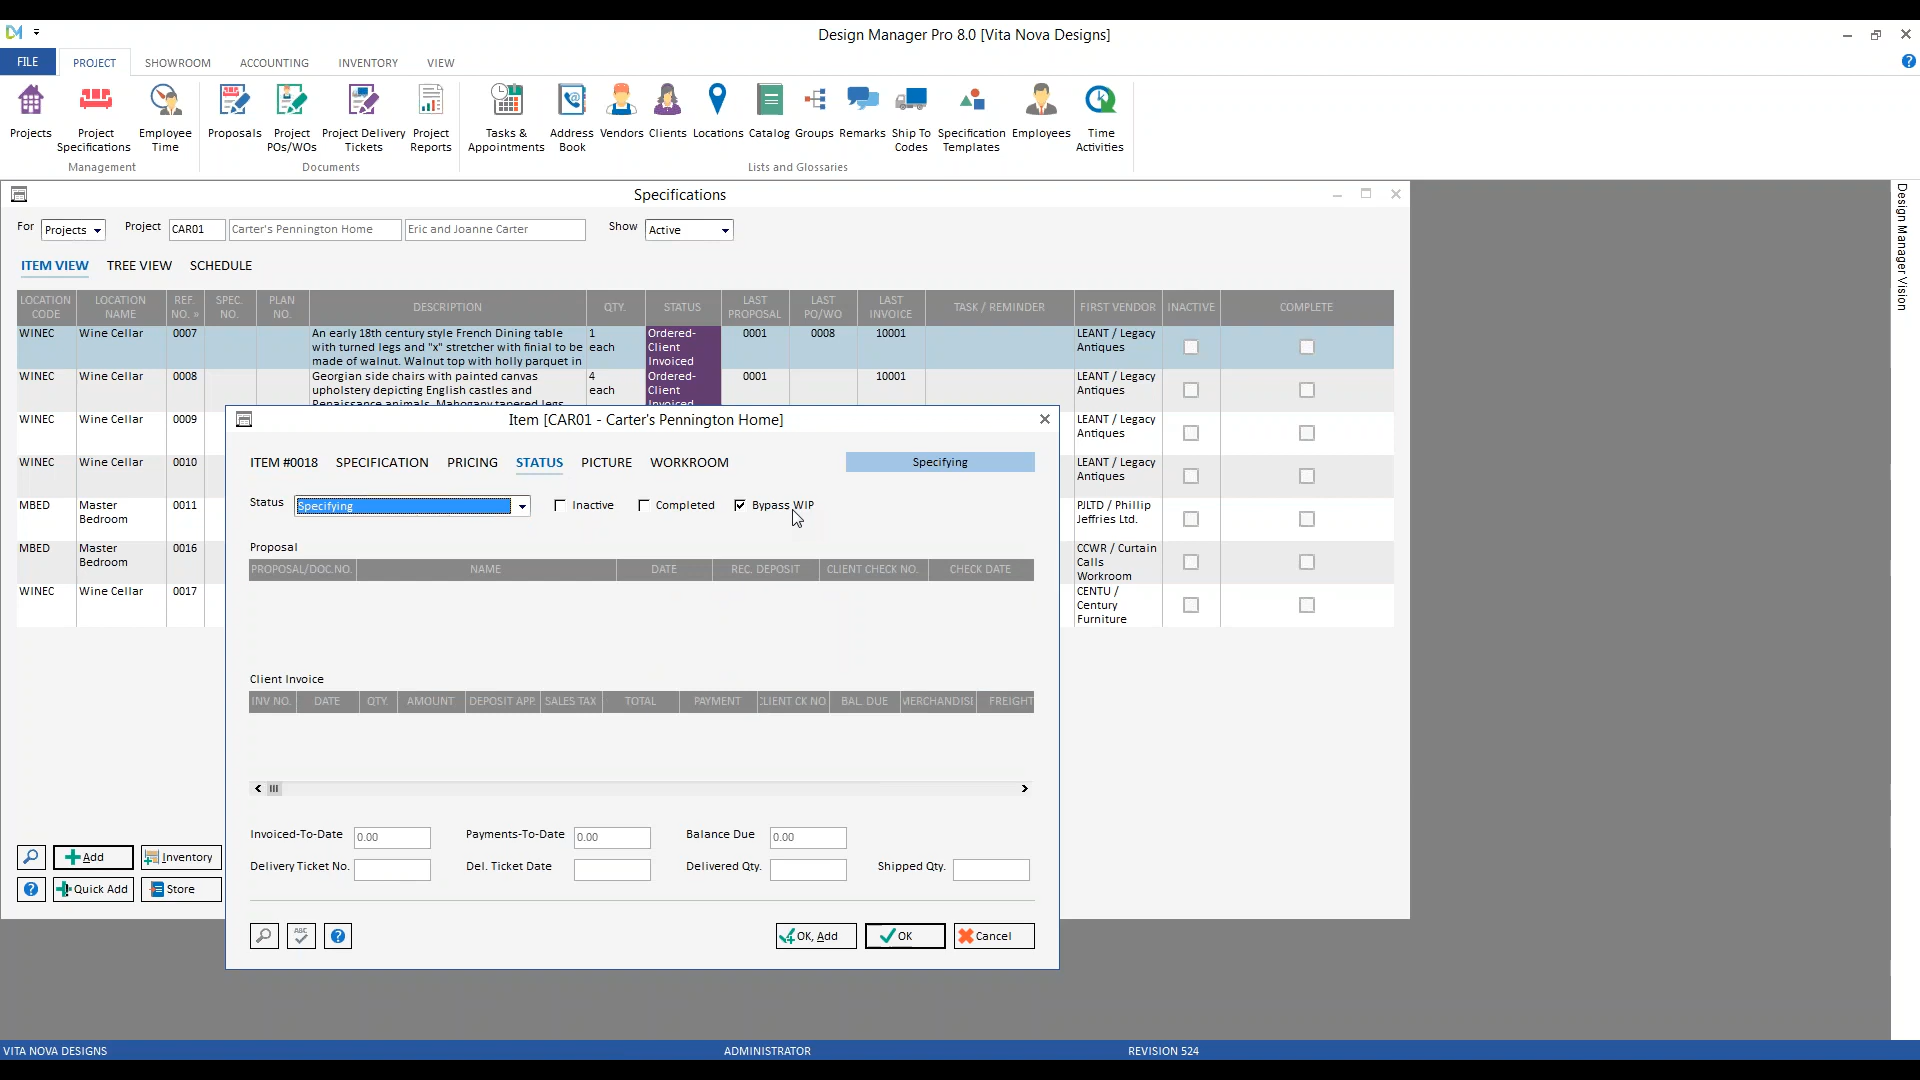 Design Manager Pro 8.0 [Vita Nova Designs]
FILE PROJECT SHOWROOM ACCOUNTING INVENTORY VIEW
Projects
Project Specifications
Employee Time
Proposals
Project POs/WOs
Project Delivery Tickets
Project Reports
Tasks & Appointments
Address Book
Vendors
Clients
Locations
Catalog
Groups
Remarks
Ship To Codes
Specification Templates
Employees
Time Activities
Management Documents Lists and Glossaries
Design Manager Vision
Specifications
For Projects Project CAR01 Carter's Pennington Home Eric and Joanne Carter Show Active
ITEM VIEW TREE VIEW SCHEDULE
LOCATION CODE LOCATION NAME REF. NO. » SPEC. NO. PLAN NO. DESCRIPTION QTY. STATUS LAST PROPOSAL LAST PO/WO LAST INVOICE TASK / REMINDER FIRST VENDOR INACTIVE COMPLETE
WINEC Wine Cellar 0007 An early 18th century style French Dining table 1 Ordered- 0001 0008 10001 LEANT / Legacy
with turned legs and "x" stretcher with finial to be each Client Antiques
made of walnut. Walnut top with holly parquet in Invoiced
WINEC Wine Cellar 0008 Georgian side chairs with painted canvas 4 Ordered- 0001 10001 LEANT / Legacy
upholstery depicting English castles and each Client Antiques
Renaissance animals. Mahogany tapered legs Invoiced
WINEC Wine Cellar 0009 LEANT / Legacy
Antiques
WINEC Wine Cellar 0010 LEANT / Legacy
Antiques
MBED Master 0011 PJLTD / Phillip
Bedroom Jeffries Ltd.
MBED Master 0016 CCWR / Curtain
Bedroom Calls
Workroom
WINEC Wine Cellar 0017 CENTU /
Century
Furniture
Add Inventory
? Quick Add Store
Item [CAR01 - Carter's Pennington Home]
ITEM #0018 SPECIFICATION PRICING STATUS PICTURE WORKROOM Specifying
Status Specifying Inactive Completed Bypass WIP
Proposal
PROPOSAL/DOC.NO. NAME DATE REC. DEPOSIT CLIENT CHECK NO. CHECK DATE
Client Invoice
INV NO. DATE QTY. AMOUNT DEPOSIT APP. SALES TAX TOTAL PAYMENT CLIENT CK NO BAL. DUE MERCHANDISE FREIGHT
Invoiced-To-Date 0.00 Payments-To-Date 0.00 Balance Due 0.00
Delivery Ticket No. Del. Ticket Date Delivered Qty. Shipped Qty.
ABC ? OK, Add OK Cancel
VITA NOVA DESIGNS ADMINISTRATOR REVISION 524